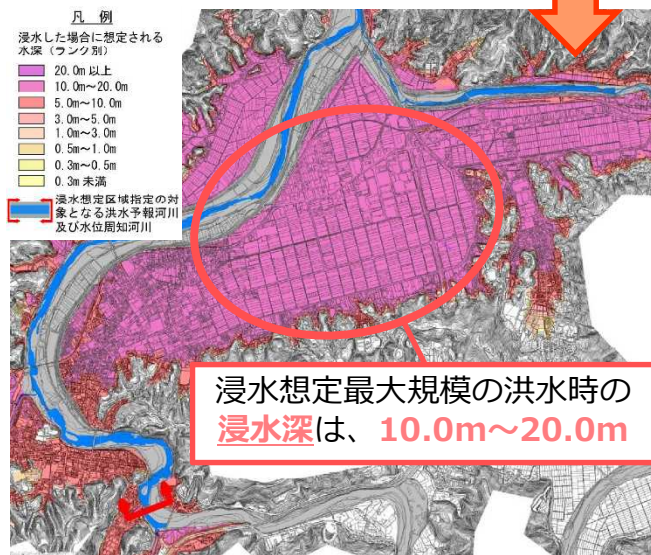 凡 例
浸水した場合に想定される
水深（ランク別）
20.0m 以上
10.0m～20.0m
5.0m～10.0m
3.0m～5.0m
1.0m～3.0m
0.5m～1.0m
0.3m～0.5m
0.3m 未満
浸水想定区域指定の対
象となる洪水予報河川
及び水位周知河川
浸水想定最大規模の洪水時の
浸水深は、10.0m～20.0m